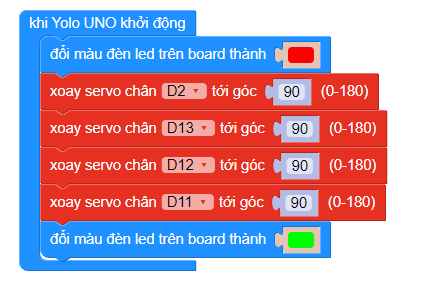 khi Yolo UNO khởi động
đổi màu đèn led trên board thành
xoay servo chân D2 tới góc 90 (0-180)
xoay servo chân D13 tới góc 90 (0-180)
xoay servo chân D12 tới góc 90 (0-180)
xoay servo chân D11 tới góc 90 (0-180)
đổi màu đèn led trên board thành